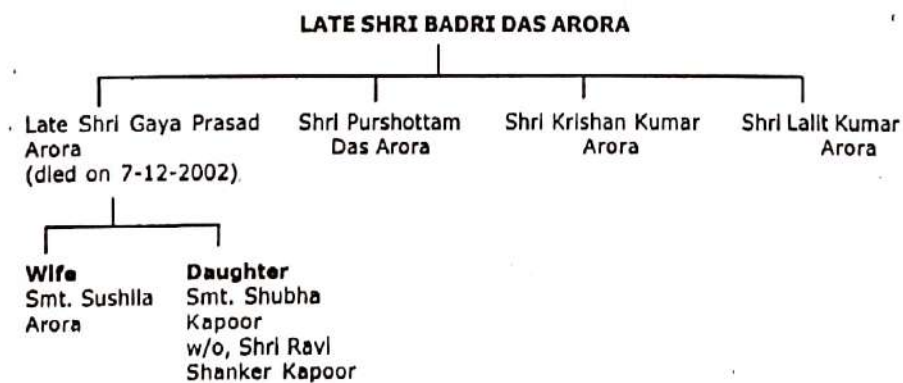 LATE SHRI BADRI DAS ARORA
Late Shri Gaya Prasad
Arora
(died on 7-12-2002)
Shri Purshottam
Das Arora
Shri Krishan Kumar
Arora
Shri Lalit Kumar
Arora
Wife
Smt. Sushila
Arora
Daughter
Smt. Shubha
Kapoor
w/o, Shri Ravi
Shanker Kapoor